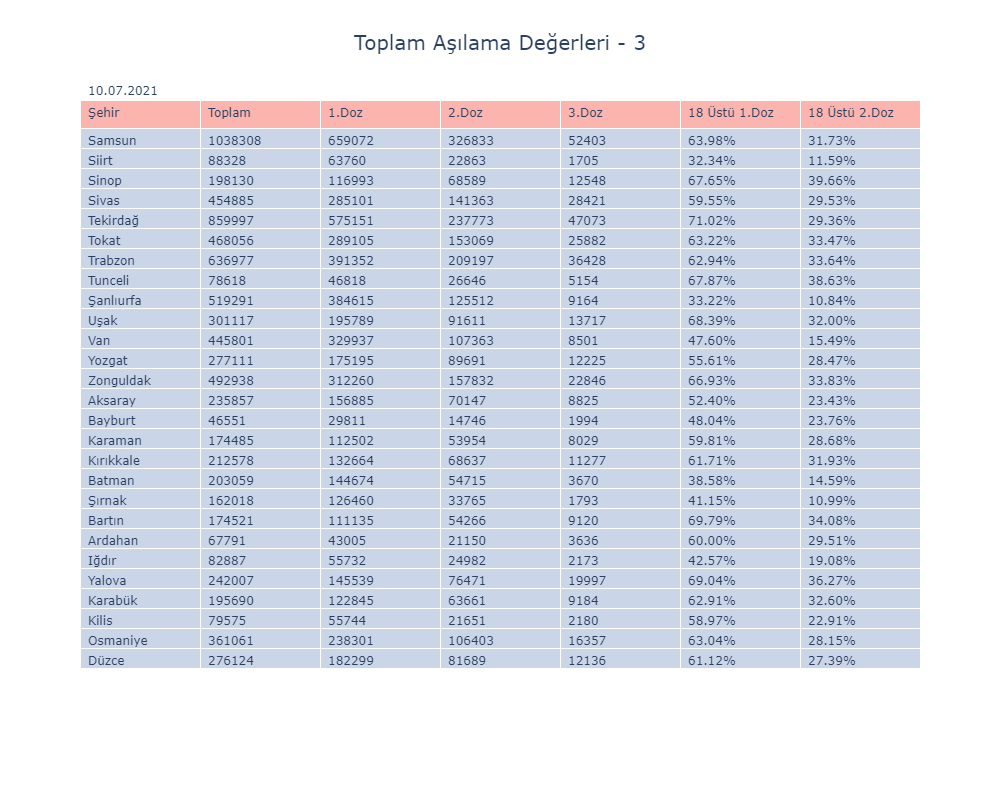 Toplam Aşılama Değerleri - 3
10.07.2021
Şehir Toplam 1.Doz 2.Doz 3.Doz 18 Üstü 1.Doz 18 Üstü 2.Doz
Samsun 1038308 659072 326833 52403 63.98% 31.73%
Siirt 88328 63760 22863 1705 32.34% 11.59%
Sinop 198130 116993 68589 12548 67.65% 39.66%
Sivas 454885 285101 141363 28421 59.55% 29.53%
Tekirdağ 859997 575151 237773 47073 71.02% 29.36%
Tokat 468056 289105 153069 25882 63.22% 33.47%
Trabzon 636977 391352 209197 36428 62.94% 33.64%
Tunceli 78618 46818 26646 5154 67.87% 38.63%
Şanlıurfa 519291 384615 125512 9164 33.22% 10.84%
Uşak 301117 195789 91611 13717 68.39% 32.00%
Van 445801 329937 107363 8501 47.60% 15.49%
Yozgat 277111 175195 89691 12225 55.61% 28.47%
Zonguldak 492938 312260 157832 22846 66.93% 33.83%
Aksaray 235857 156885 70147 8825 52.40% 23.43%
Bayburt 46551 29811 14746 1994 48.04% 23.76%
Karaman 174485 112502 53954 8029 59.81% 28.68%
Kırıkkale 212578 132664 68637 11277 61.71% 31.93%
Batman 203059 144674 54715 3670 38.58% 14.59%
Şırnak 162018 126460 33765 1793 41.15% 10.99%
Bartın 174521 111135 54266 9120 69.79% 34.08%
Ardahan 67791 43005 21150 3636 60.00% 29.51%
Iğdır 82887 55732 24982 2173 42.57% 19.08%
Yalova 242007 145539 76471 19997 69.04% 36.27%
Karabük 195690 122845 63661 9184 62.91% 32.60%
Kilis 79575 55744 21651 2180 58.97% 22.91%
Osmaniye 361061 238301 106403 16357 63.04% 28.15%
Düzce 276124 182299 81689 12136 61.12% 27.39%